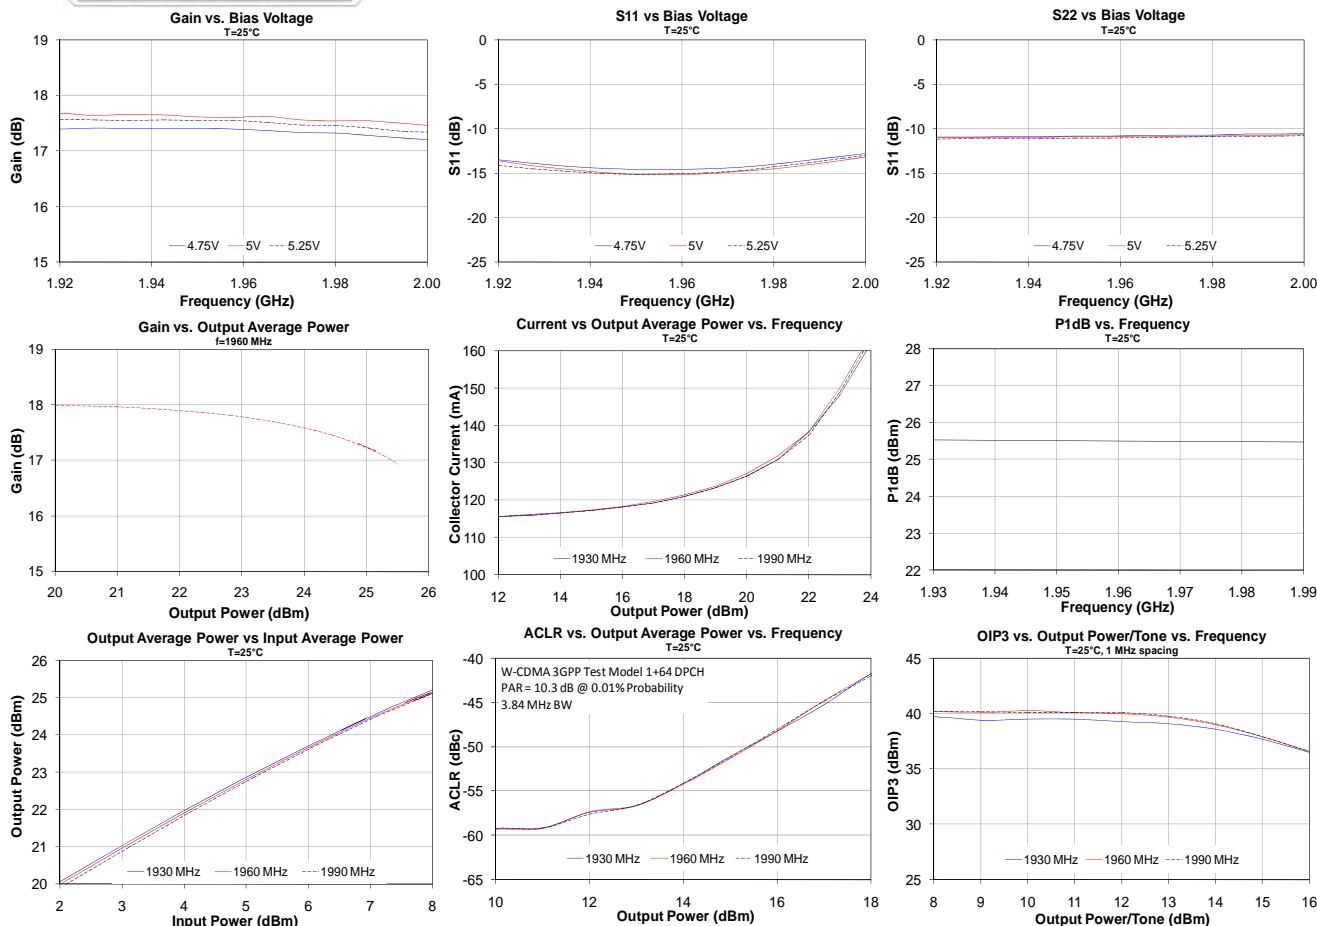 Gain vs. Bias Voltage
T=25°C
Gain (dB)
19
18
17
16
15
4.75V 5V 5.25V
1.92 1.94 1.96 1.98 2.00
Frequency (GHz)
S11 vs Bias Voltage
T=25°C
S11 (dB)
0
-5
-10
-15
-20
-25
4.75V 5V 5.25V
1.92 1.94 1.96 1.98 2.00
Frequency (GHz)
S22 vs Bias Voltage
T=25°C
S11 (dB)
0
-5
-10
-15
-20
-25
4.75V 5V 5.25V
1.92 1.94 1.96 1.98 2.00
Frequency (GHz)
Gain vs. Output Average Power
f=1960 MHz
Gain (dB)
19
18
17
16
15
20 21 22 23 24 25 26
Output Power (dBm)
Current vs Output Average Power vs. Frequency
T=25°C
Collector Current (mA)
160
150
140
130
120
110
100
1930 MHz 1960 MHz 1990 MHz
12 14 16 18 20 22 24
Output Power (dBm)
P1dB vs. Frequency
T=25°C
P1dB (dBm)
28
27
26
25
24
23
22
1.93 1.94 1.95 1.96 1.97 1.98 1.99
Frequency (GHz)
Output Average Power vs Input Average Power
T=25°C
Output Power (dBm)
26
25
24
23
22
21
20
1930 MHz 1960 MHz 1990 MHz
2 3 4 5 6 7 8
Input Power (dBm)
ACLR vs. Output Average Power vs. Frequency
T=25°C
W-CDMA 3GPP Test Model 1+64 DPCH
PAR = 10.3 dB @ 0.01% Probability
3.84 MHz BW
ACLR (dBc)
-40
-45
-50
-55
-60
-65
1930 MHz 1960 MHz 1990 MHz
10 11 12 13 14 15 16 17 18
Output Power (dBm)
OIP3 vs. Output Power/Tone vs. Frequency
T=25°C, 1 MHz spacing
OIP3 (dBm)
45
40
35
30
25
1930 MHz 1960 MHz 1990 MHz
8 9 10 11 12 13 14 15 16
Output Power/Tone (dBm)